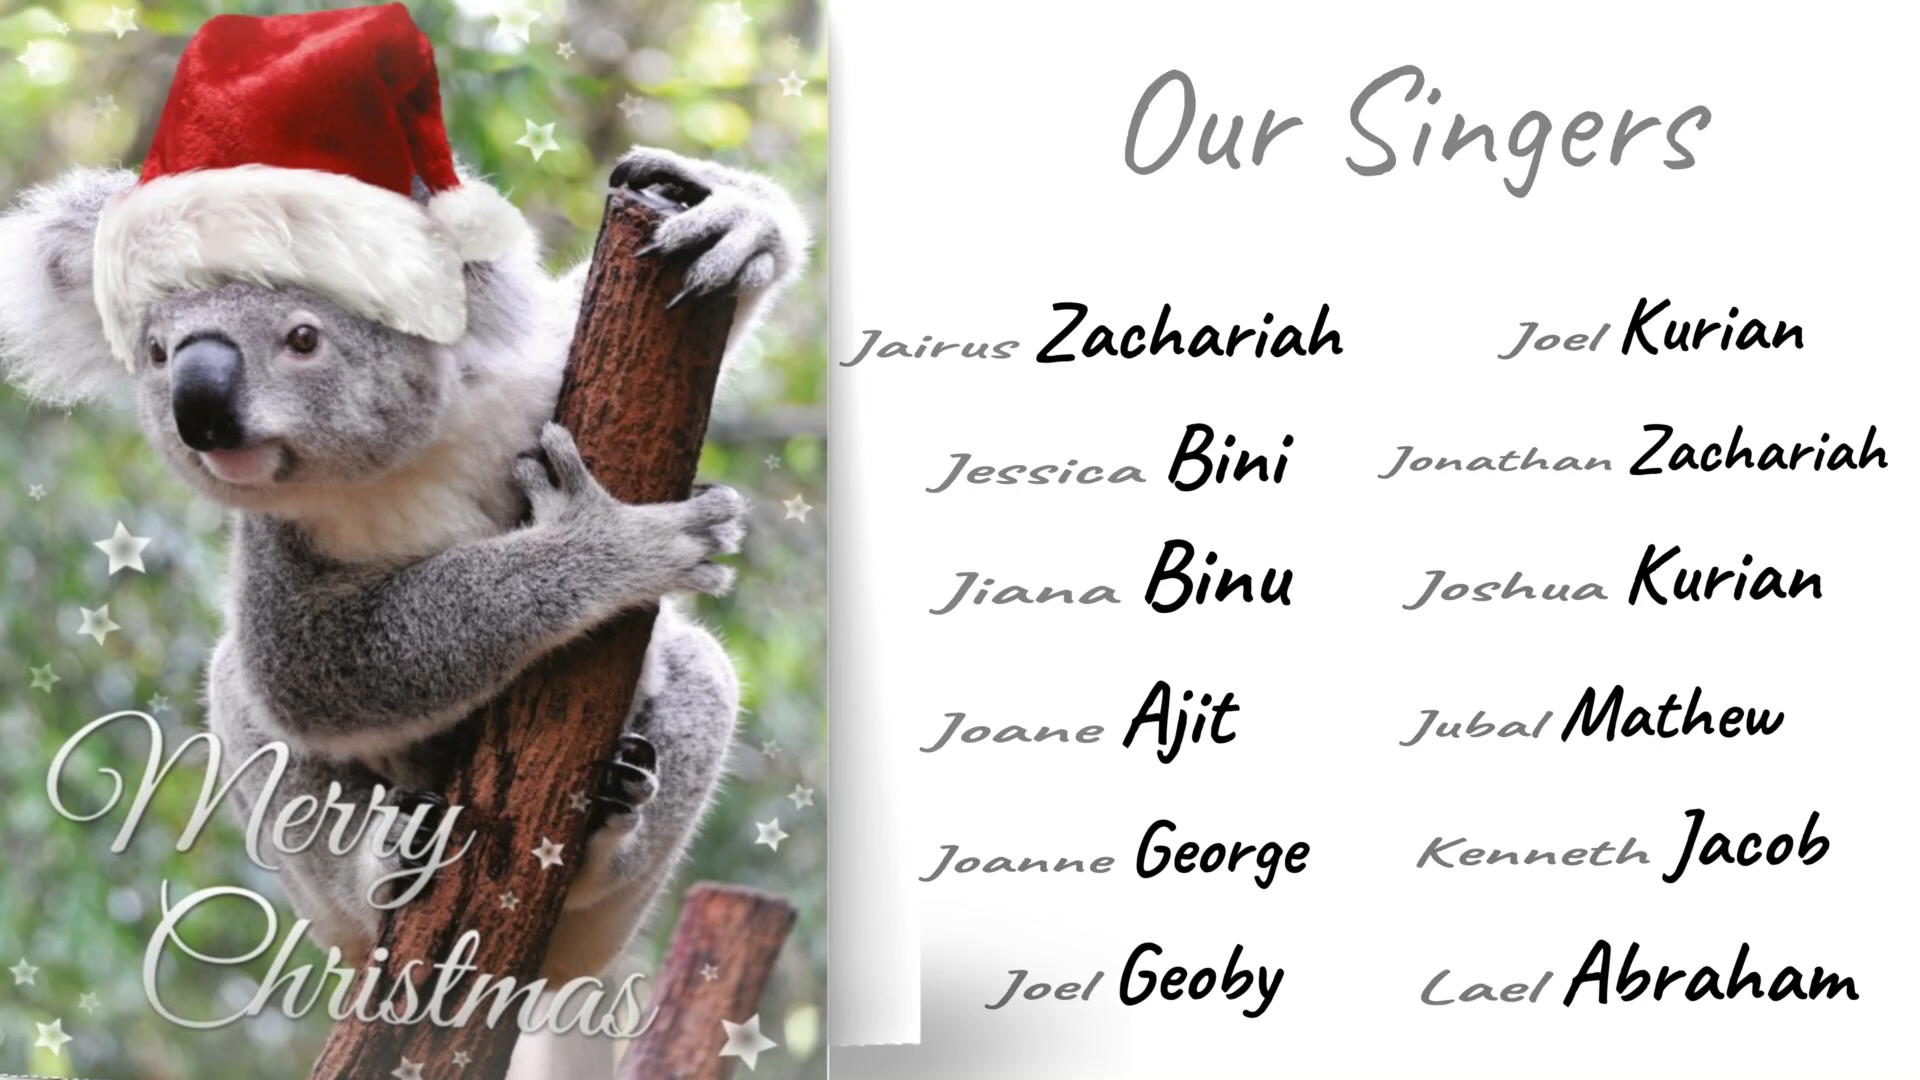 Our Singers
Jairus Zachariah
Jessica Bini
Jiana Binu
Joane Ajit
Joanne George
Joel Geoby
Joel Kurian
Jonathan Zachariah
Joshua Kurian
Jubal Mathew
Kenneth Jacob
Lael Abraham
Merry
Christmas